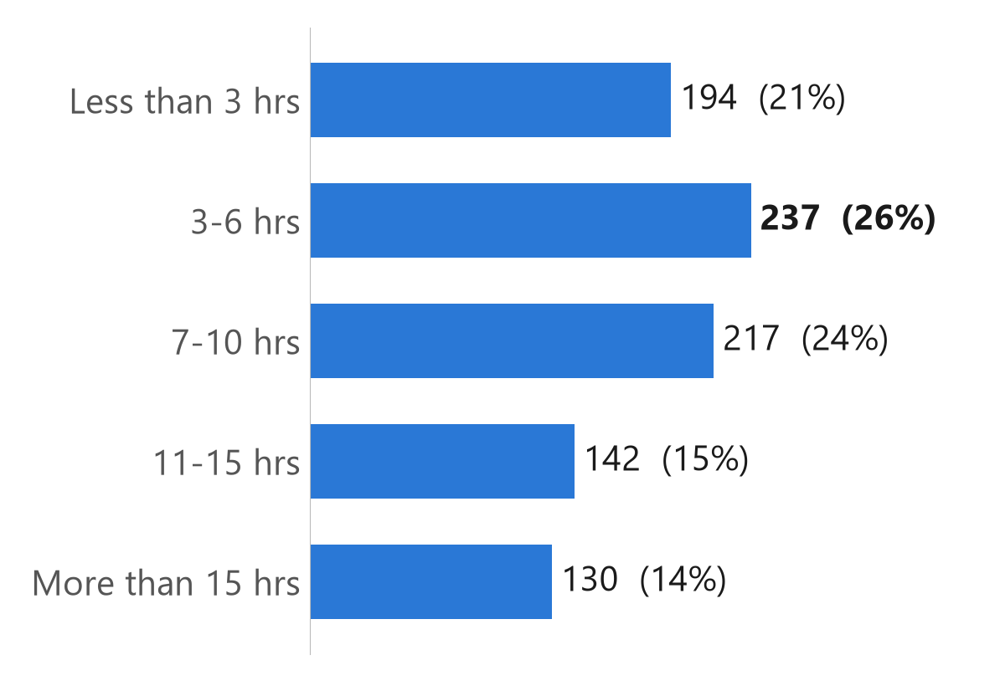 Less than 3 hrs 194 (21%)
3-6 hrs 237 (26%)
7-10 hrs 217 (24%)
11-15 hrs 142 (15%)
More than 15 hrs 130 (14%)